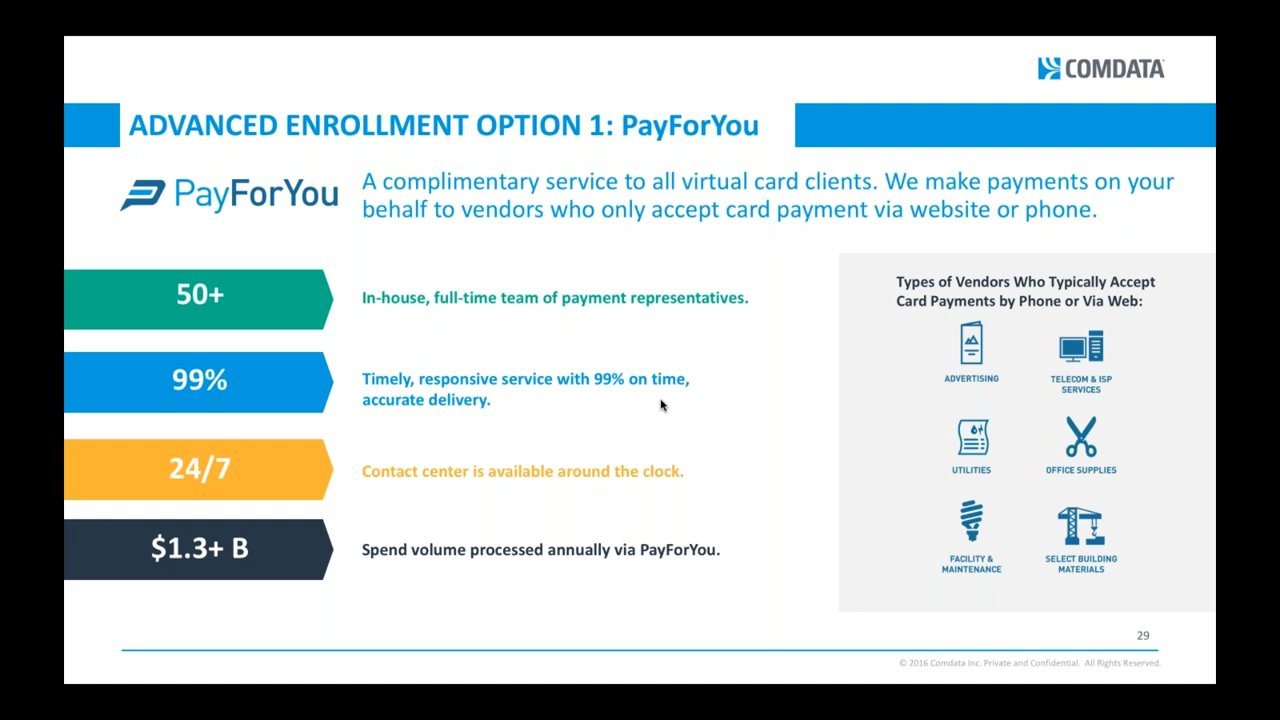 COMDATA
ADVANCED ENROLLMENT OPTION 1: PayForYou
PayForYou
A complimentary service to all virtual card clients. We make payments on your
behalf to vendors who only accept card payment via website or phone.
50+
In-house, full-time team of payment representatives.
99%
Timely, responsive service with 99% on time,
accurate delivery.
24/7
Contact center is available around the clock.
$1.3+ B
Spend volume processed annually via PayForYou.
Types of Vendors Who Typically Accept
Card Payments by Phone or Via Web:
ADVERTISING
TELECOM & ISP
SERVICES
UTILITIES
OFFICE SUPPLIES
FACILITY &
MAINTENANCE
SELECT BUILDING
MATERIALS
29
© 2016 Comdata Inc. Private and Confidential. All Rights Reserved.